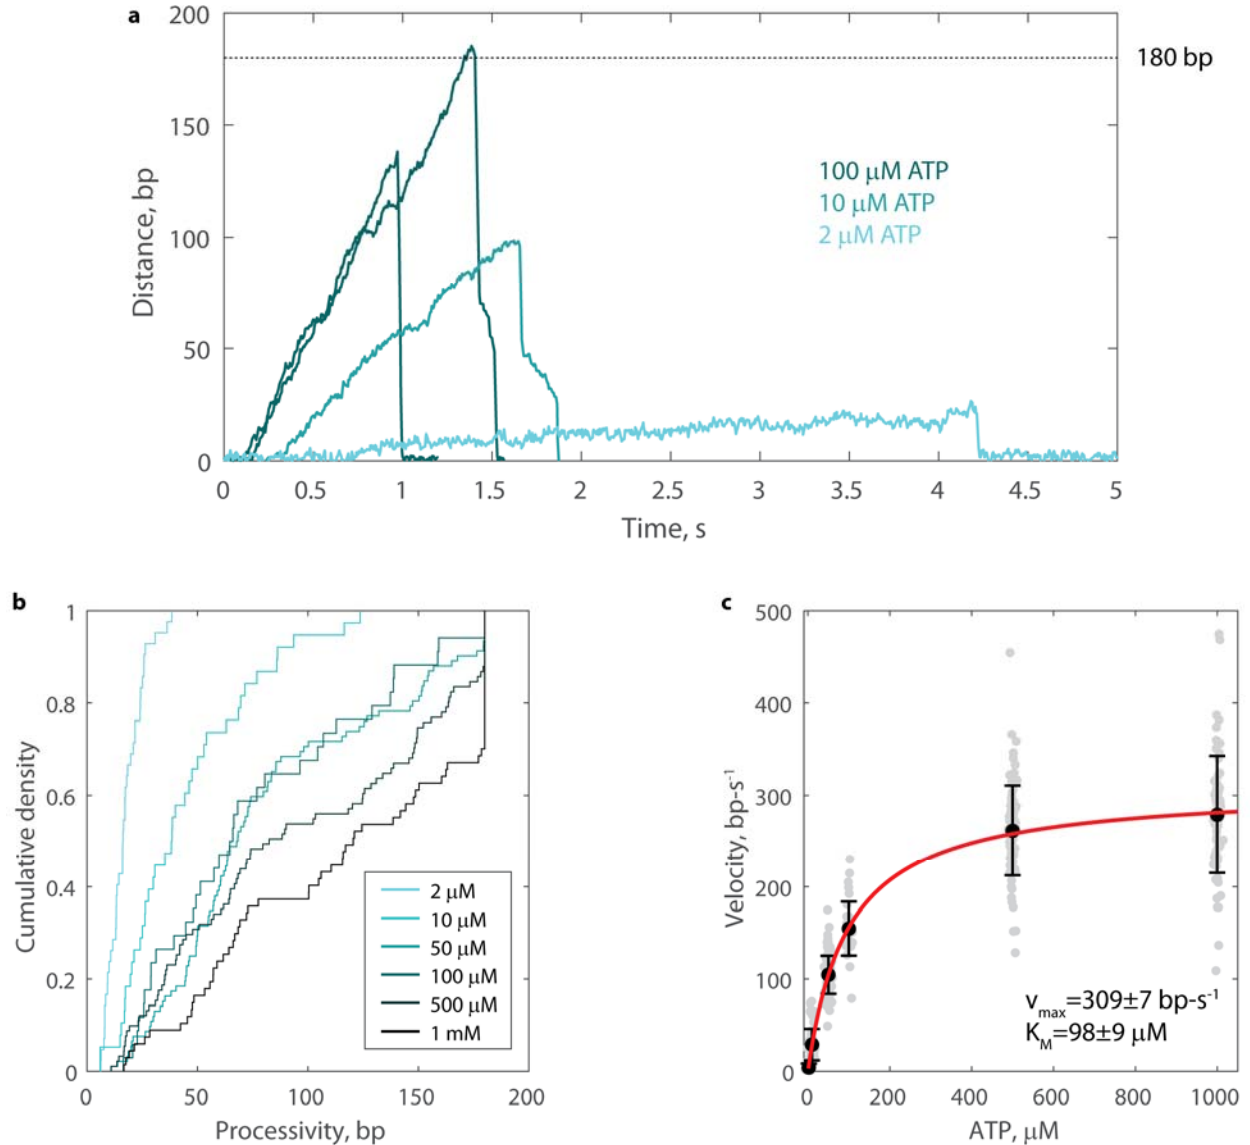 a
200
150
100
50
0
Distance, bp
180 bp
100 μM ATP
10 μM ATP
2 μM ATP
0 0.5 1 1.5 2 2.5 3 3.5 4 4.5 5
Time, s
b
1
0.8
0.6
0.4
0.2
0
Cumulative density
2 μM
10 μM
50 μM
100 μM
500 μM
1 mM
0 50 100 150 200
Processivity, bp
c
500
400
300
200
100
0
Velocity, bp-s⁻¹
vmax=309±7 bp-s⁻¹
KM=98±9 μM
0 200 400 600 800 1000
ATP, μM